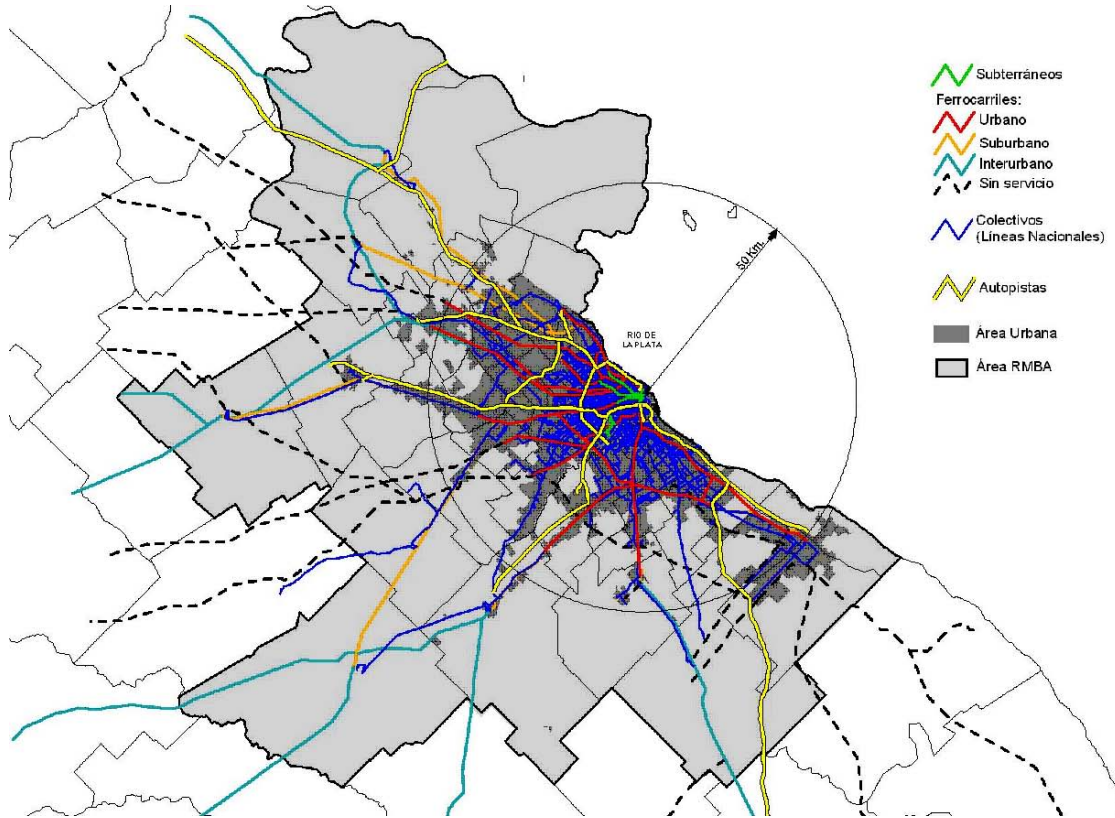 Subterráneos
Ferrocarriles:
Urbano
Suburbano
Interurbano
Sin servicio
Colectivos
(Líneas Nacionales)
Autopistas
Área Urbana
Área RMBA
50 Km.
RIO DE
LA PLATA